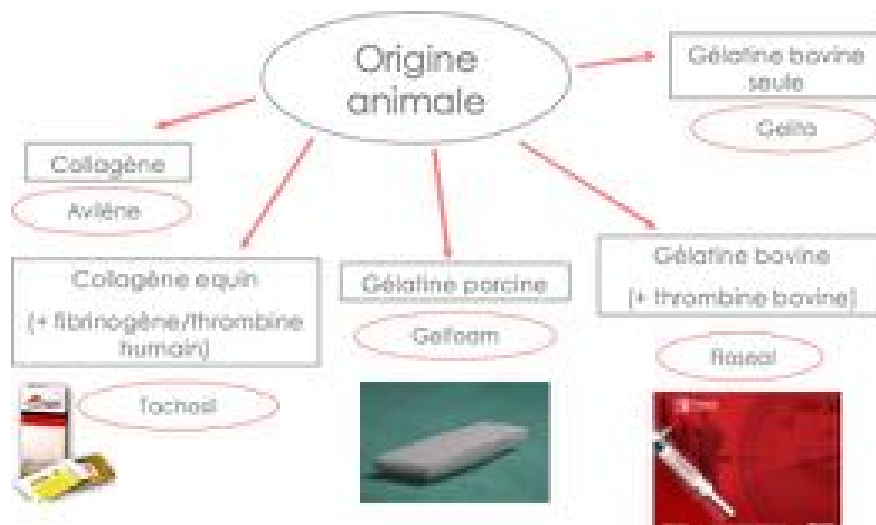 Origine
animale
Gélatine bovine
seule
Gelita
Collagène
Avilène
Collagène equin
(+ fibrinogène/thrombine
humain)
Tachosil
Gélatine porcine
Gelfoam
Gélatine bovine
(+ thrombine bovine)
Floseal